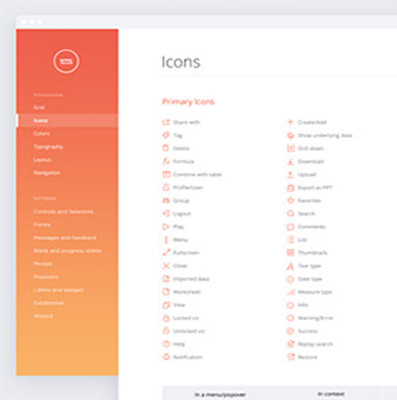 Icons
FOUNDATION
Grid
Icons
Colors
Typography
Layout
Navigation
PATTERNS
Controls and Selectors
Forms
Messages and feedback
Blank and progress states
Modals
Popovers
Labels and badges
Dataformat
Wizard
Primary Icons
Share with
Tag
Delete
Formula
Combine with table
Profile/User
Group
Logout
Play
Menu
Fullscreen
Close
Imported data
Worksheet
View
Locked viz
Unlocked viz
Help
Notification
Create/Add
Show underlying data
Drill down
Download
Upload
Export as PPT
Favorites
Search
Comments
List
Thumbnails
Text type
Date type
Measure type
Info
Warning/Error
Success
Replay search
Restore
In a menu/popover
In context